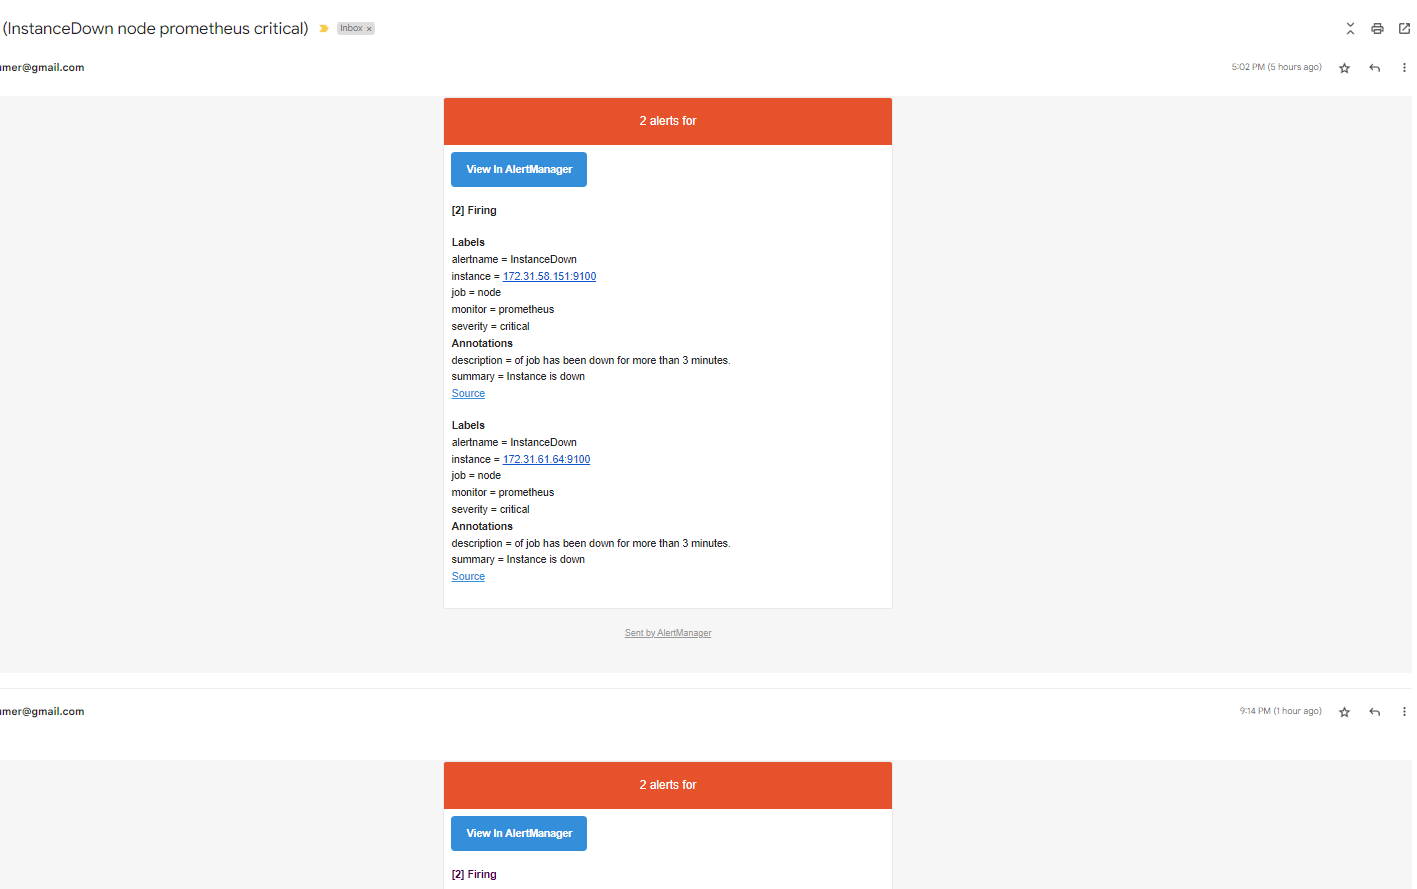 (InstanceDown node prometheus critical) Inbox ×
umer@gmail.com 5:02 PM (5 hours ago)
2 alerts for
View In AlertManager
[2] Firing
Labels
alertname = InstanceDown
instance = 172.31.58.151:9100
job = node
monitor = prometheus
severity = critical
Annotations
description = of job has been down for more than 3 minutes.
summary = Instance is down
Source
Labels
alertname = InstanceDown
instance = 172.31.61.64:9100
job = node
monitor = prometheus
severity = critical
Annotations
description = of job has been down for more than 3 minutes.
summary = Instance is down
Source
Sent by AlertManager
umer@gmail.com 9:14 PM (1 hour ago)
2 alerts for
View In AlertManager
[2] Firing